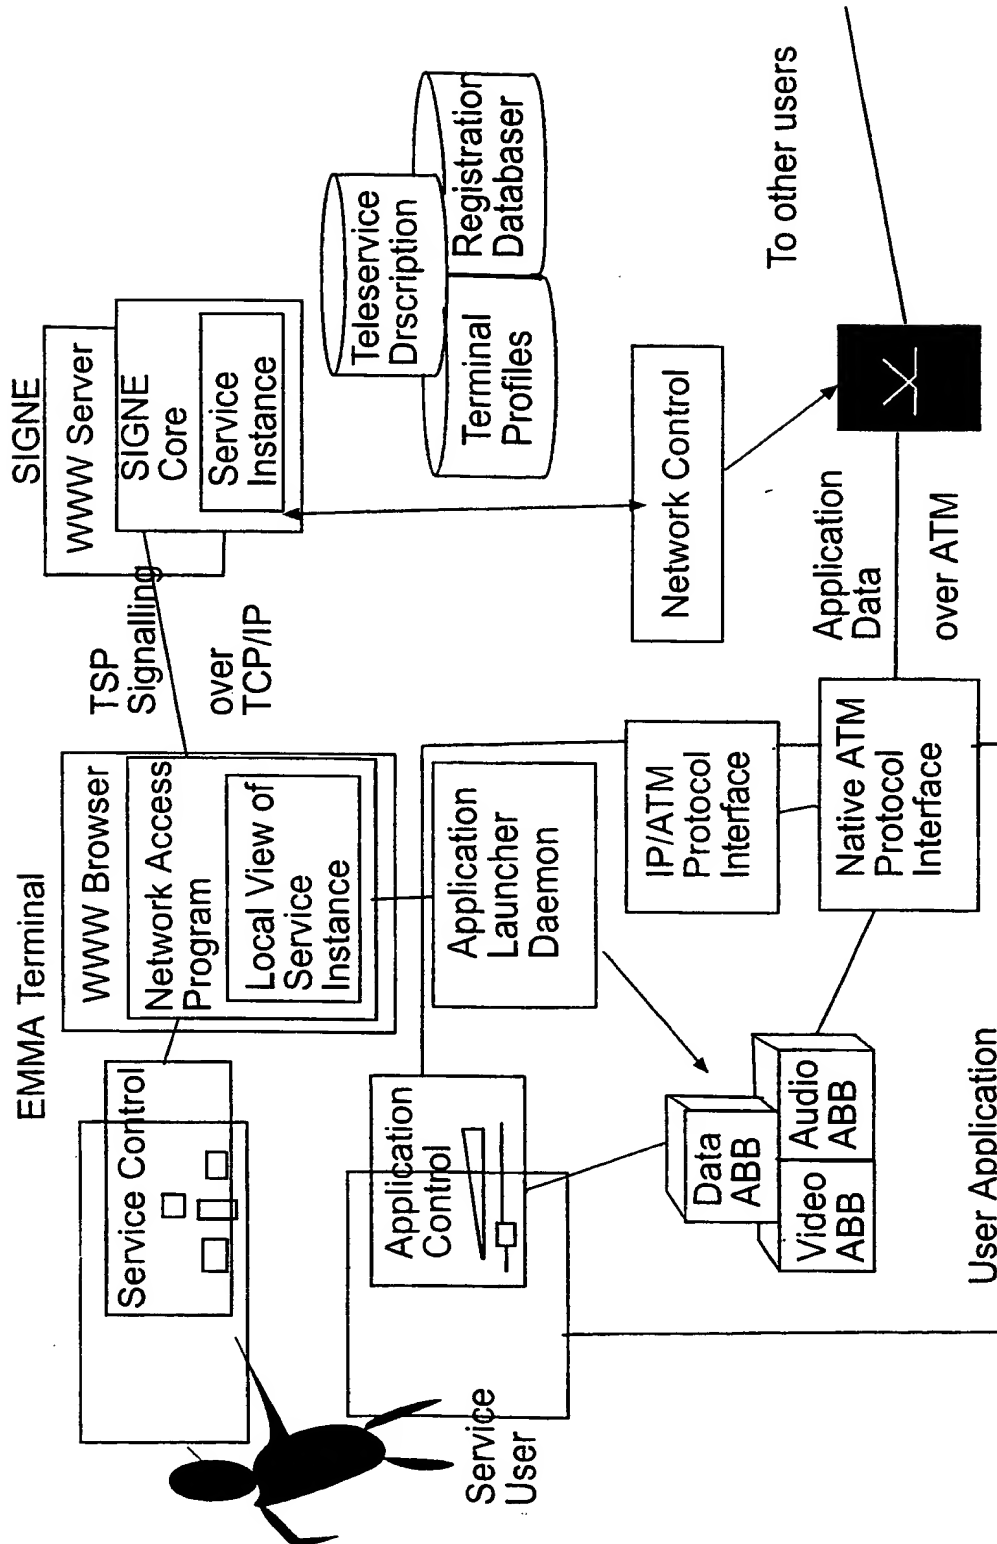 EMMA Terminal
SIGNE
Service Control
WWW Browser
Network Access
Program
Local View of
Service
Instance
TSP
Signalling
over
TCP/IP
WWW Server
SIGNE
Core
Service
Instance
Teleservice
Drscription
Terminal
Profiles
Registration
Databaser
Service
User
Application
Control
Application
Launcher
Daemon
Data
ABB
Video
ABB
Audio
ABB
IP/ATM
Protocol
Interface
Native ATM
Protocol
Interface
Network Control
Application
Data
over ATM
To other users
User Application